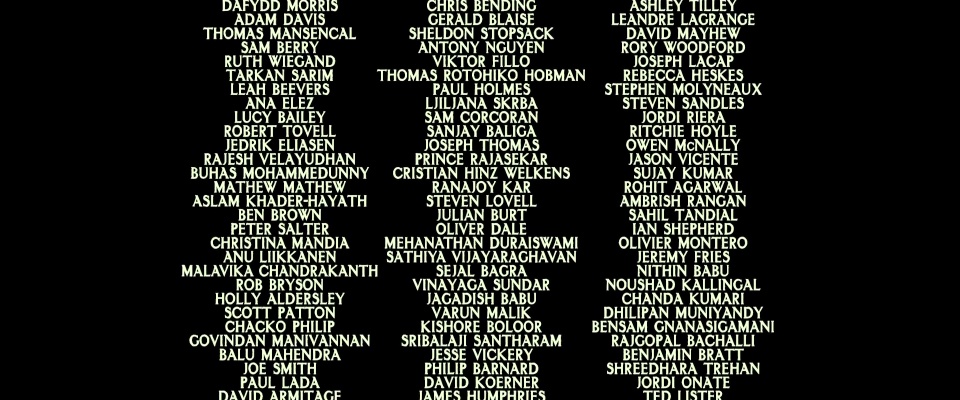 DAFYDD MORRIS CHRIS BENDING ASHLEY TILLEY
ADAM DAVIS GERALD BLAISE LEANDRE LAGRANGE
THOMAS MANSENCAL SHELDON STOPSACK DAVID MAYHEW
SAM BERRY ANTONY NGUYEN RORY WOODFORD
RUTH WIEGAND VIKTOR FILLO JOSEPH LACAP
TARKAN SARIM THOMAS ROTOHIKO HOBMAN REBECCA HESKES
LEAH BEEVERS PAUL HOLMES STEPHEN MOLYNEAUX
ANA ELEZ LJILJANA SKRBA STEVEN SANDLES
LUCY BAILEY SAM CORCORAN JORDI RIERA
ROBERT TOVELL SANJAY BALIGA RITCHIE HOYLE
JEDRIK ELIASEN JOSEPH THOMAS OWEN McNALLY
RAJESH VELAYUDHAN PRINCE RAJASEKAR JASON VICENTE
BUHAS MOHAMMEDUNNY CRISTIAN HINZ WELKENS SUJAY KUMAR
MATHEW MATHEW RANAJOY KAR ROHIT AGARWAL
ASLAM KHADER-HAYATH STEVEN LOVELL AMBRISH RANGAN
BEN BROWN JULIAN BURT SAHIL TANDIAL
PETER SALTER OLIVER DALE IAN SHEPHERD
CHRISTINA MANDIA MEHANATHAN DURAISWAMI OLIVIER MONTERO
ANU LIIKKANEN SATHIYA VIJAYARAGHAVAN JEREMY FRIES
MALAVIKA CHANDRAKANTH SEJAL BAGRA NITHIN BABU
ROB BRYSON VINAYAGA SUNDAR NOUSHAD KALLINGAL
HOLLY ALDERSLEY JAGADISH BABU CHANDA KUMARI
SCOTT PATTON VARUN MALIK DHILIPAN MUNIYANDY
CHACKO PHILIP KISHORE BOLOOR BENSAM GNANASIGAMANI
GOVINDAN MANIVANNAN SRIBALAJI SANTHARAM RAJGOPAL BACHALLI
BALU MAHENDRA JESSE VICKERY BENJAMIN BRATT
JOE SMITH PHILIP BARNARD SHREEDHARA TREHAN
PAUL LADA DAVID KOERNER JORDI ONATE
DAVID ARMITAGE JAMES HUMPHRIES TED LISTER